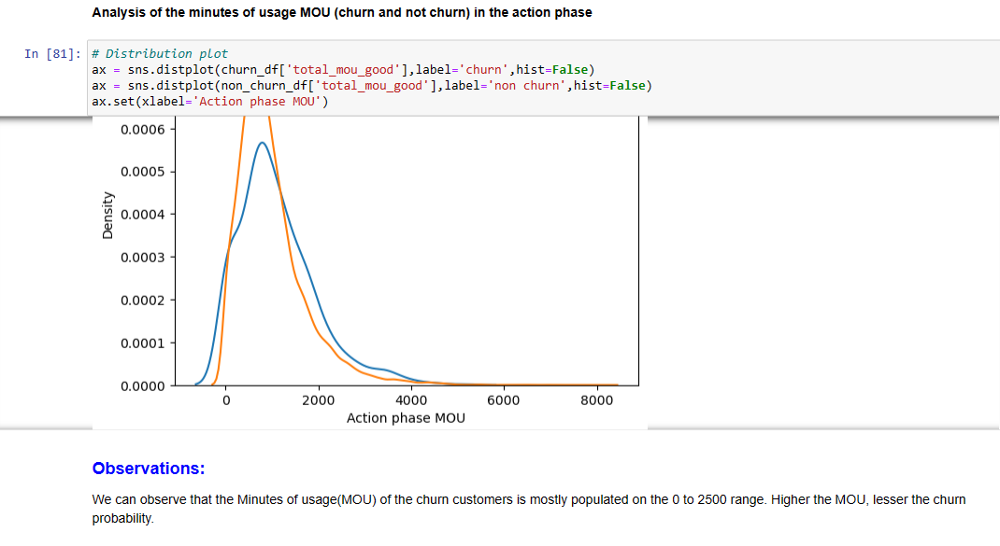 Analysis of the minutes of usage MOU (churn and not churn) in the action phase
In [81]: # Distribution plot
ax = sns.distplot(churn_df['total_mou_good'],label='churn',hist=False)
ax = sns.distplot(non_churn_df['total_mou_good'],label='non churn',hist=False)
ax.set(xlabel='Action phase MOU')
0.0006
0.0005
0.0004
0.0003
0.0002
0.0001
0.0000
Density
0 2000 4000 6000 8000
Action phase MOU
Observations:
We can observe that the Minutes of usage(MOU) of the churn customers is mostly populated on the 0 to 2500 range. Higher the MOU, lesser the churn
probability.